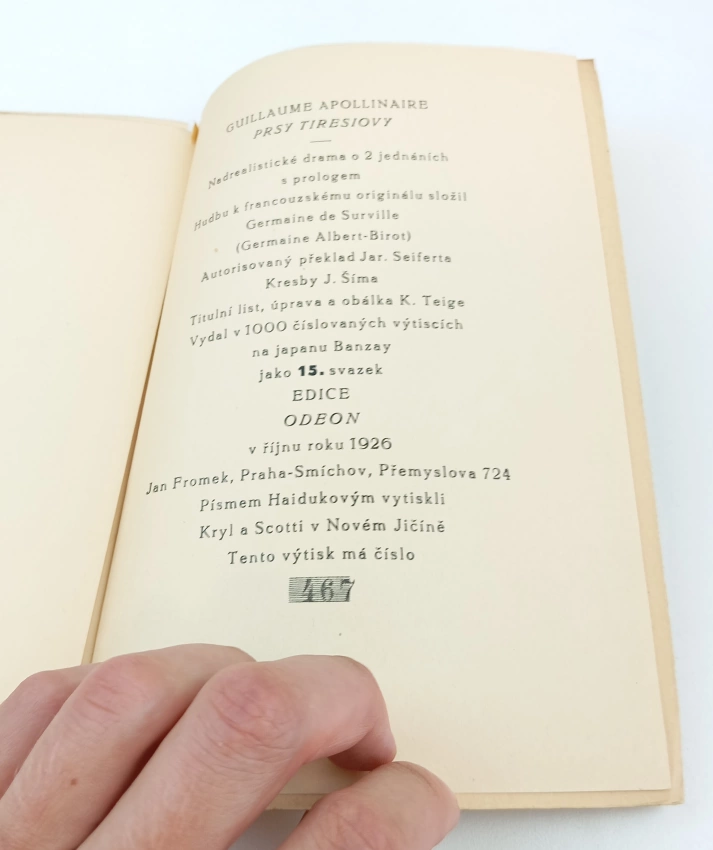 GUILLAUME APOLLINAIRE
PRSY TIRESIOVY
Nadrealistické drama o 2 jednáních
s prologem
Hudbu k francouzskému originálu složil
Germaine de Surville
(Germaine Albert-Birot)
Autorisovaný překlad Jar. Seiferta
Kresby J. Šíma
Titulní list, úprava a obálka K. Teige
Vydal v 1000 číslovaných výtiscích
na japanu Banzay
jako 15. svazek
EDICE
ODEON
v říjnu roku 1926
Jan Fromek, Praha-Smíchov, Přemyslova 724
Písmem Haidukovým vytiskli
Kryl a Scotti v Novém Jičíně
Tento výtisk má číslo
467